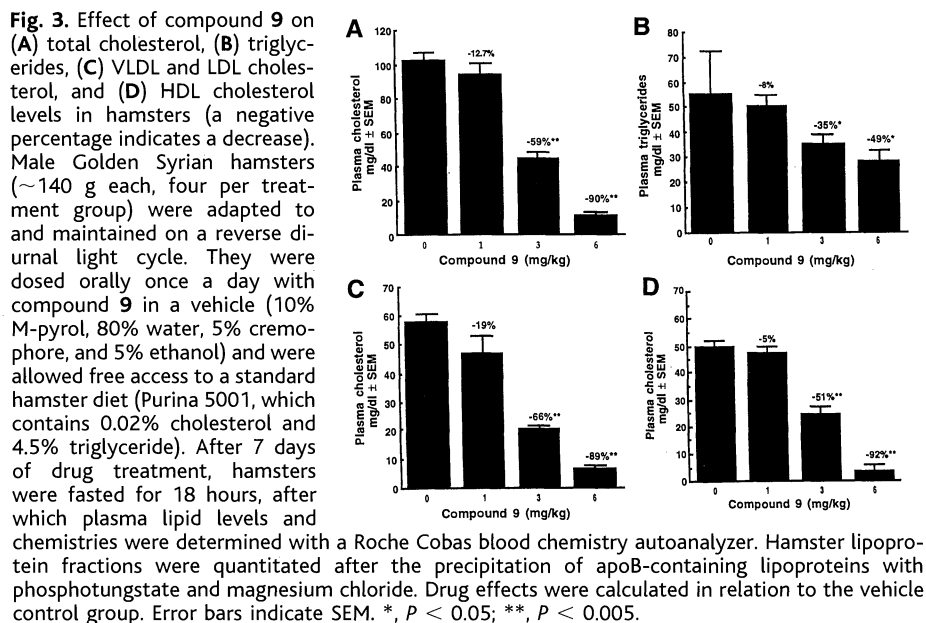 Fig. 3. Effect of compound 9 on
(A) total cholesterol, (B) triglyc-
erides, (C) VLDL and LDL choles-
terol, and (D) HDL cholesterol
levels in hamsters (a negative
percentage indicates a decrease).
Male Golden Syrian hamsters
(~140 g each, four per treat-
ment group) were adapted to
and maintained on a reverse di-
urnal light cycle. They were
dosed orally once a day with
compound 9 in a vehicle (10%
M-pyrol, 80% water, 5% cremo-
phore, and 5% ethanol) and were
allowed free access to a standard
hamster diet (Purina 5001, which
contains 0.02% cholesterol and
4.5% triglyceride). After 7 days
of drug treatment, hamsters
were fasted for 18 hours, after
which plasma lipid levels and
chemistries were determined with a Roche Cobas blood chemistry autoanalyzer. Hamster lipopro-
tein fractions were quantitated after the precipitation of apoB-containing lipoproteins with
phosphotungstate and magnesium chloride. Drug effects were calculated in relation to the vehicle
control group. Error bars indicate SEM. *, P < 0.05; **, P < 0.005.
A
Plasma cholesterol
mg/dl ± SEM
120
100
80
60
40
20
0
-12.7%
-59%**
-90%**
0 1 3 6
Compound 9 (mg/kg)
B
Plasma triglycerides
mg/dl ± SEM
80
70
60
50
40
30
20
10
0
-8%
-35%*
-49%*
0 1 3 6
Compound 9 (mg/kg)
C
Plasma cholesterol
mg/dl ± SEM
70
60
50
40
30
20
10
0
-19%
-66%**
-89%**
0 1 3 6
Compound 9 (mg/kg)
D
Plasma cholesterol
mg/dl ± SEM
70
60
50
40
30
20
10
0
-5%
-51%**
-92%**
0 1 3 6
Compound 9 (mg/kg)